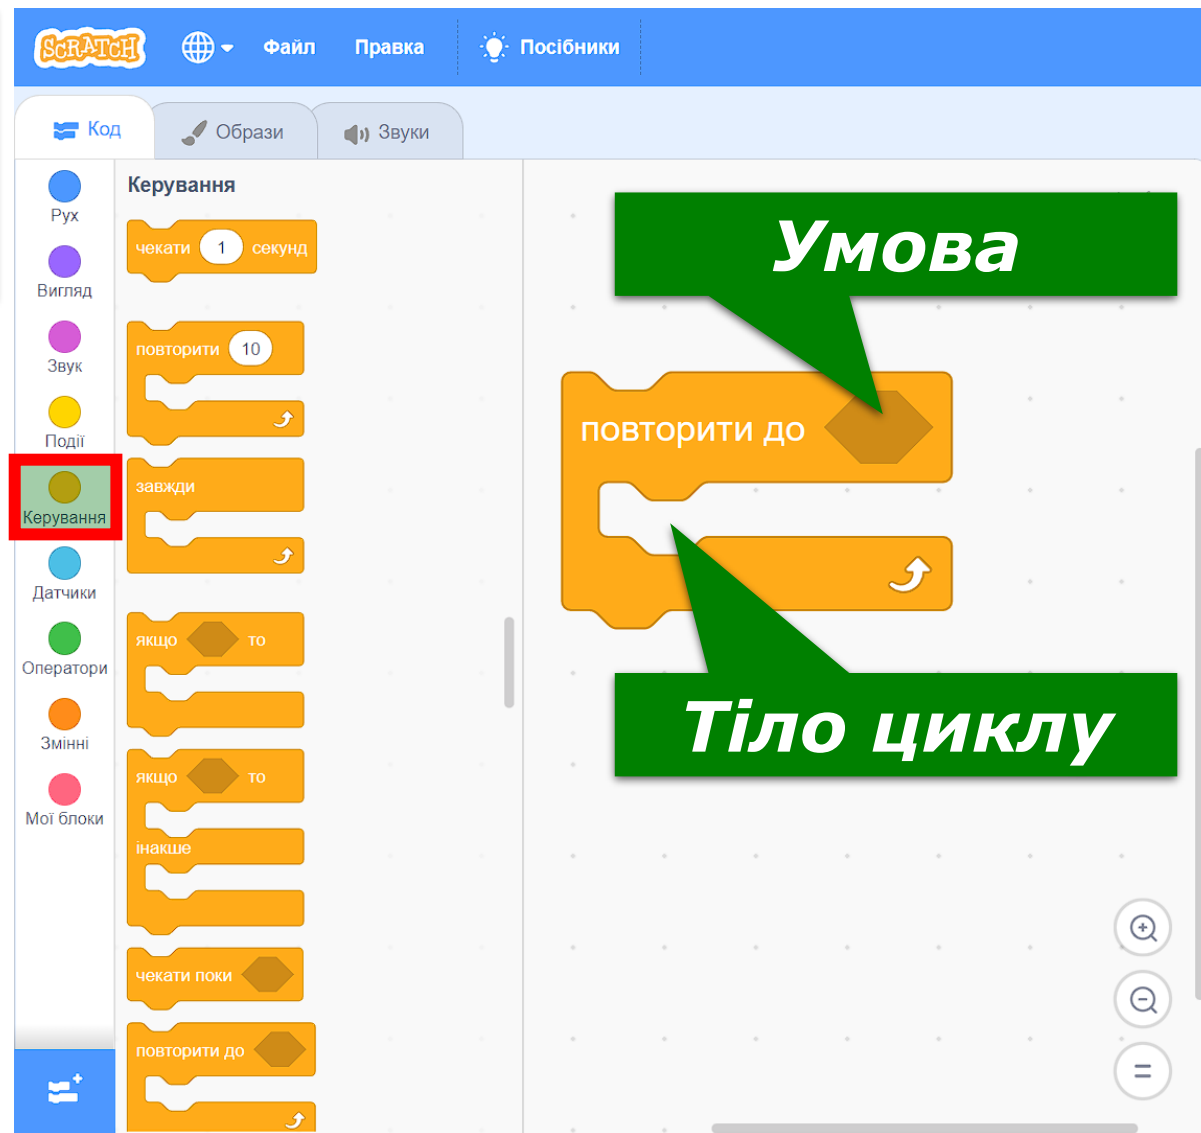 SCRATCH
Файл
Правка
Посібники
Код
Образи
Звуки
Рух
Вигляд
Звук
Події
Керування
Датчики
Оператори
Змінні
Мої блоки
Керування
чекати 1 секунд
повторити 10
завжди
якщо то
якщо то
інакше
чекати поки
повторити до
Умова
повторити до
Тіло циклу